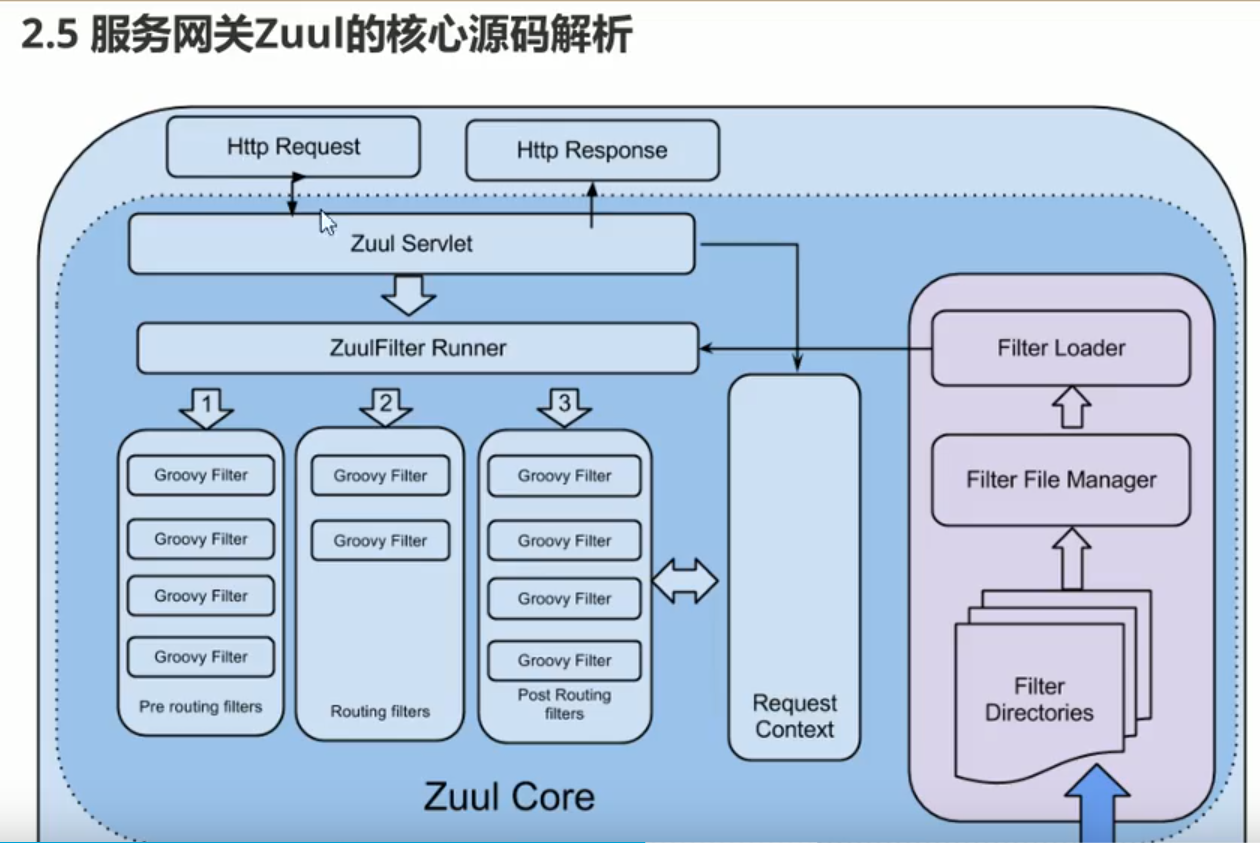 2.5 服务网关Zuul的核心源码解析
Http Request
Http Response
Zuul Servlet
ZuulFilter Runner
Filter Loader
1
2
3
Groovy Filter
Groovy Filter
Groovy Filter
Groovy Filter
Pre routing filters
Groovy Filter
Groovy Filter
Routing filters
Groovy Filter
Groovy Filter
Groovy Filter
Groovy Filter
Post Routing
filters
Request
Context
Filter File Manager
Filter
Directories
Zuul Core